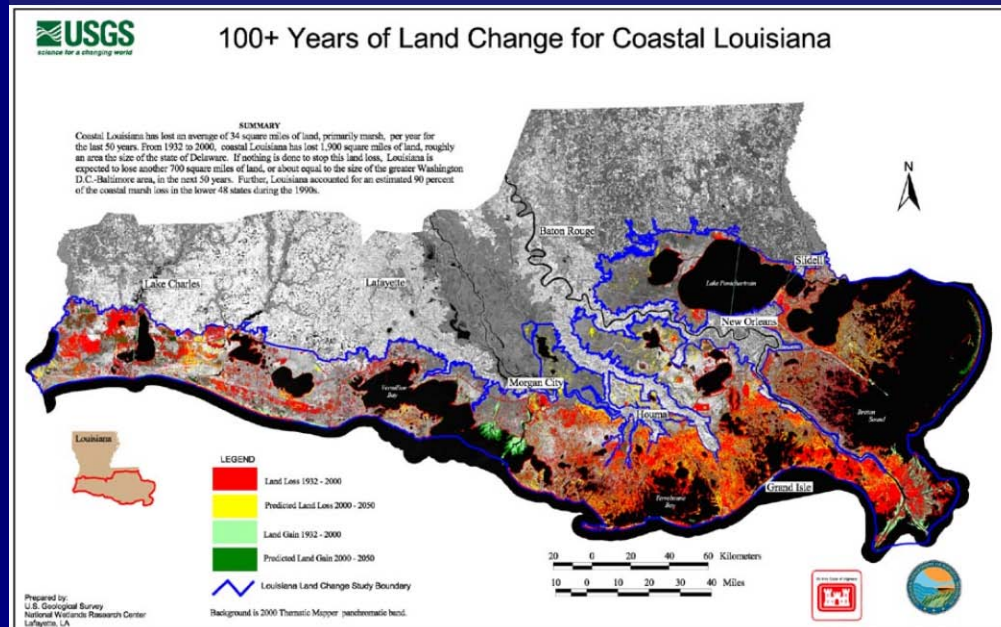 USGS
science for a changing world
100+ Years of Land Change for Coastal Louisiana
SUMMARY
Coastal Louisiana has lost an average of 34 square miles of land, primarily marsh, per year for
the last 50 years. From 1932 to 2000, coastal Louisiana has lost 1,900 square miles of land, roughly
an area the size of the state of Delaware. If nothing is done to stop this land loss, Louisiana is
expected to lose another 700 square miles of land, or about equal to the size of the greater Washington
D.C.-Baltimore area, in the next 50 years. Further, Louisiana accounted for an estimated 90 percent
of the coastal marsh loss in the lower 48 states during the 1990s.
N
Baton Rouge
Slidell
Lake Pontchartrain
Lake Charles
Lafayette
New Orleans
Morgan City
Vermilion
Bay
Houma
Breton
Sound
Louisiana
Grand Isle
Terrebonne
Bay
LEGEND
Land Loss 1932 - 2000
Predicted Land Loss 2000 - 2050
Land Gain 1932 - 2000
Predicted Land Gain 2000 - 2050
Louisiana Land Change Study Boundary
20 0 20 40 60 Kilometers
10 0 10 20 30 40 Miles
Prepared by:
U.S. Geological Survey
National Wetlands Research Center
Lafayette, LA
Background is 2000 Thematic Mapper panchromatic band.